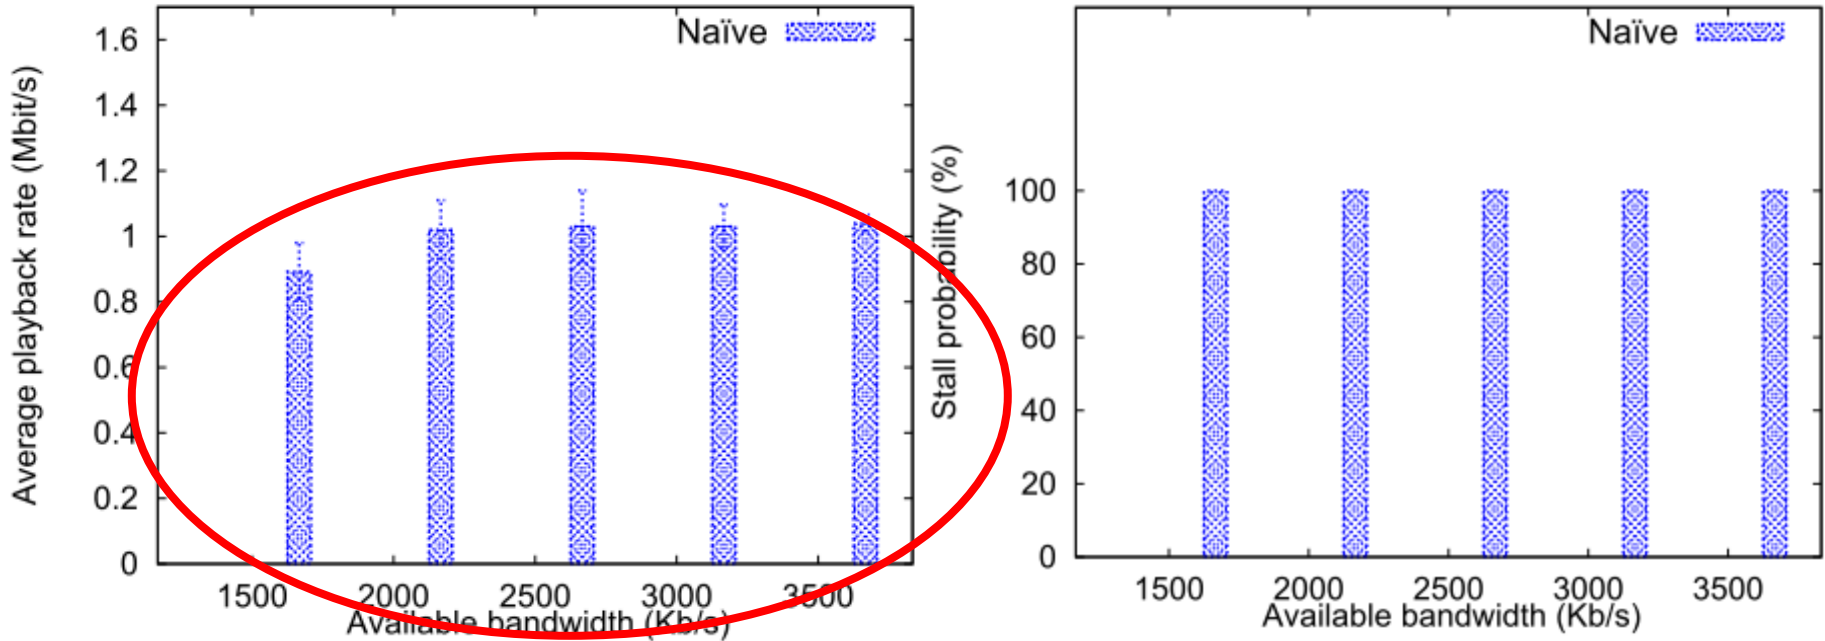 Average playback rate (Mbit/s)
1.6
1.4
1.2
1
0.8
0.6
0.4
0.2
0
Naïve
1500 2000 2500 3000 3500
Available bandwidth (Kb/s)
Stall probability (%)
100
80
60
40
20
0
Naïve
1500 2000 2500 3000 3500
Available bandwidth (Kb/s)